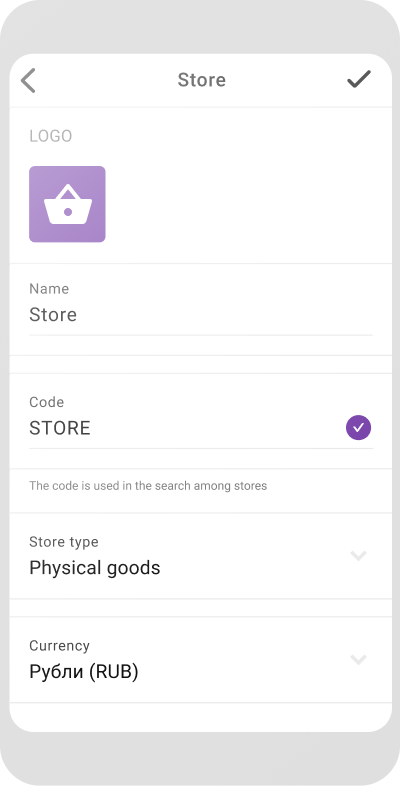 Store
LOGO
Name
Store
Code
STORE
The code is used in the search among stores
Store type
Physical goods
Currency
Рубли (RUB)